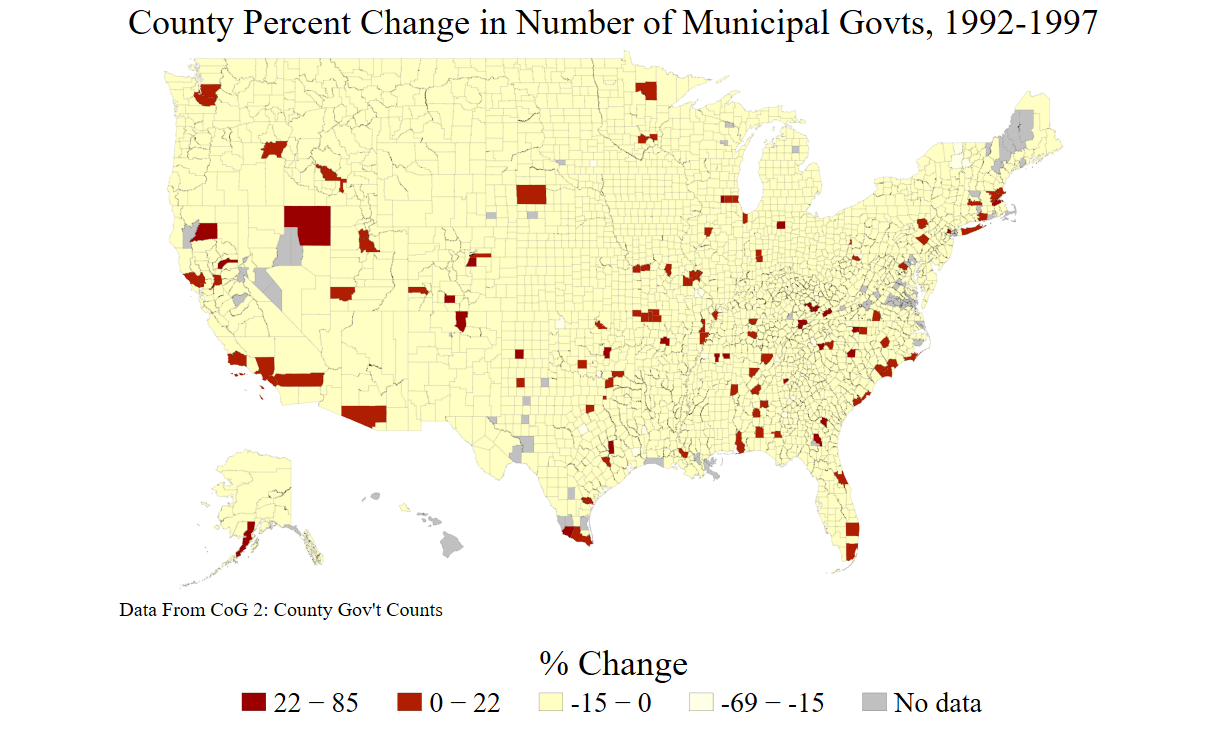 County Percent Change in Number of Municipal Govts, 1992-1997
Data From CoG 2: County Gov't Counts
% Change
22 − 85 0 − 22 -15 − 0 -69 − -15 No data